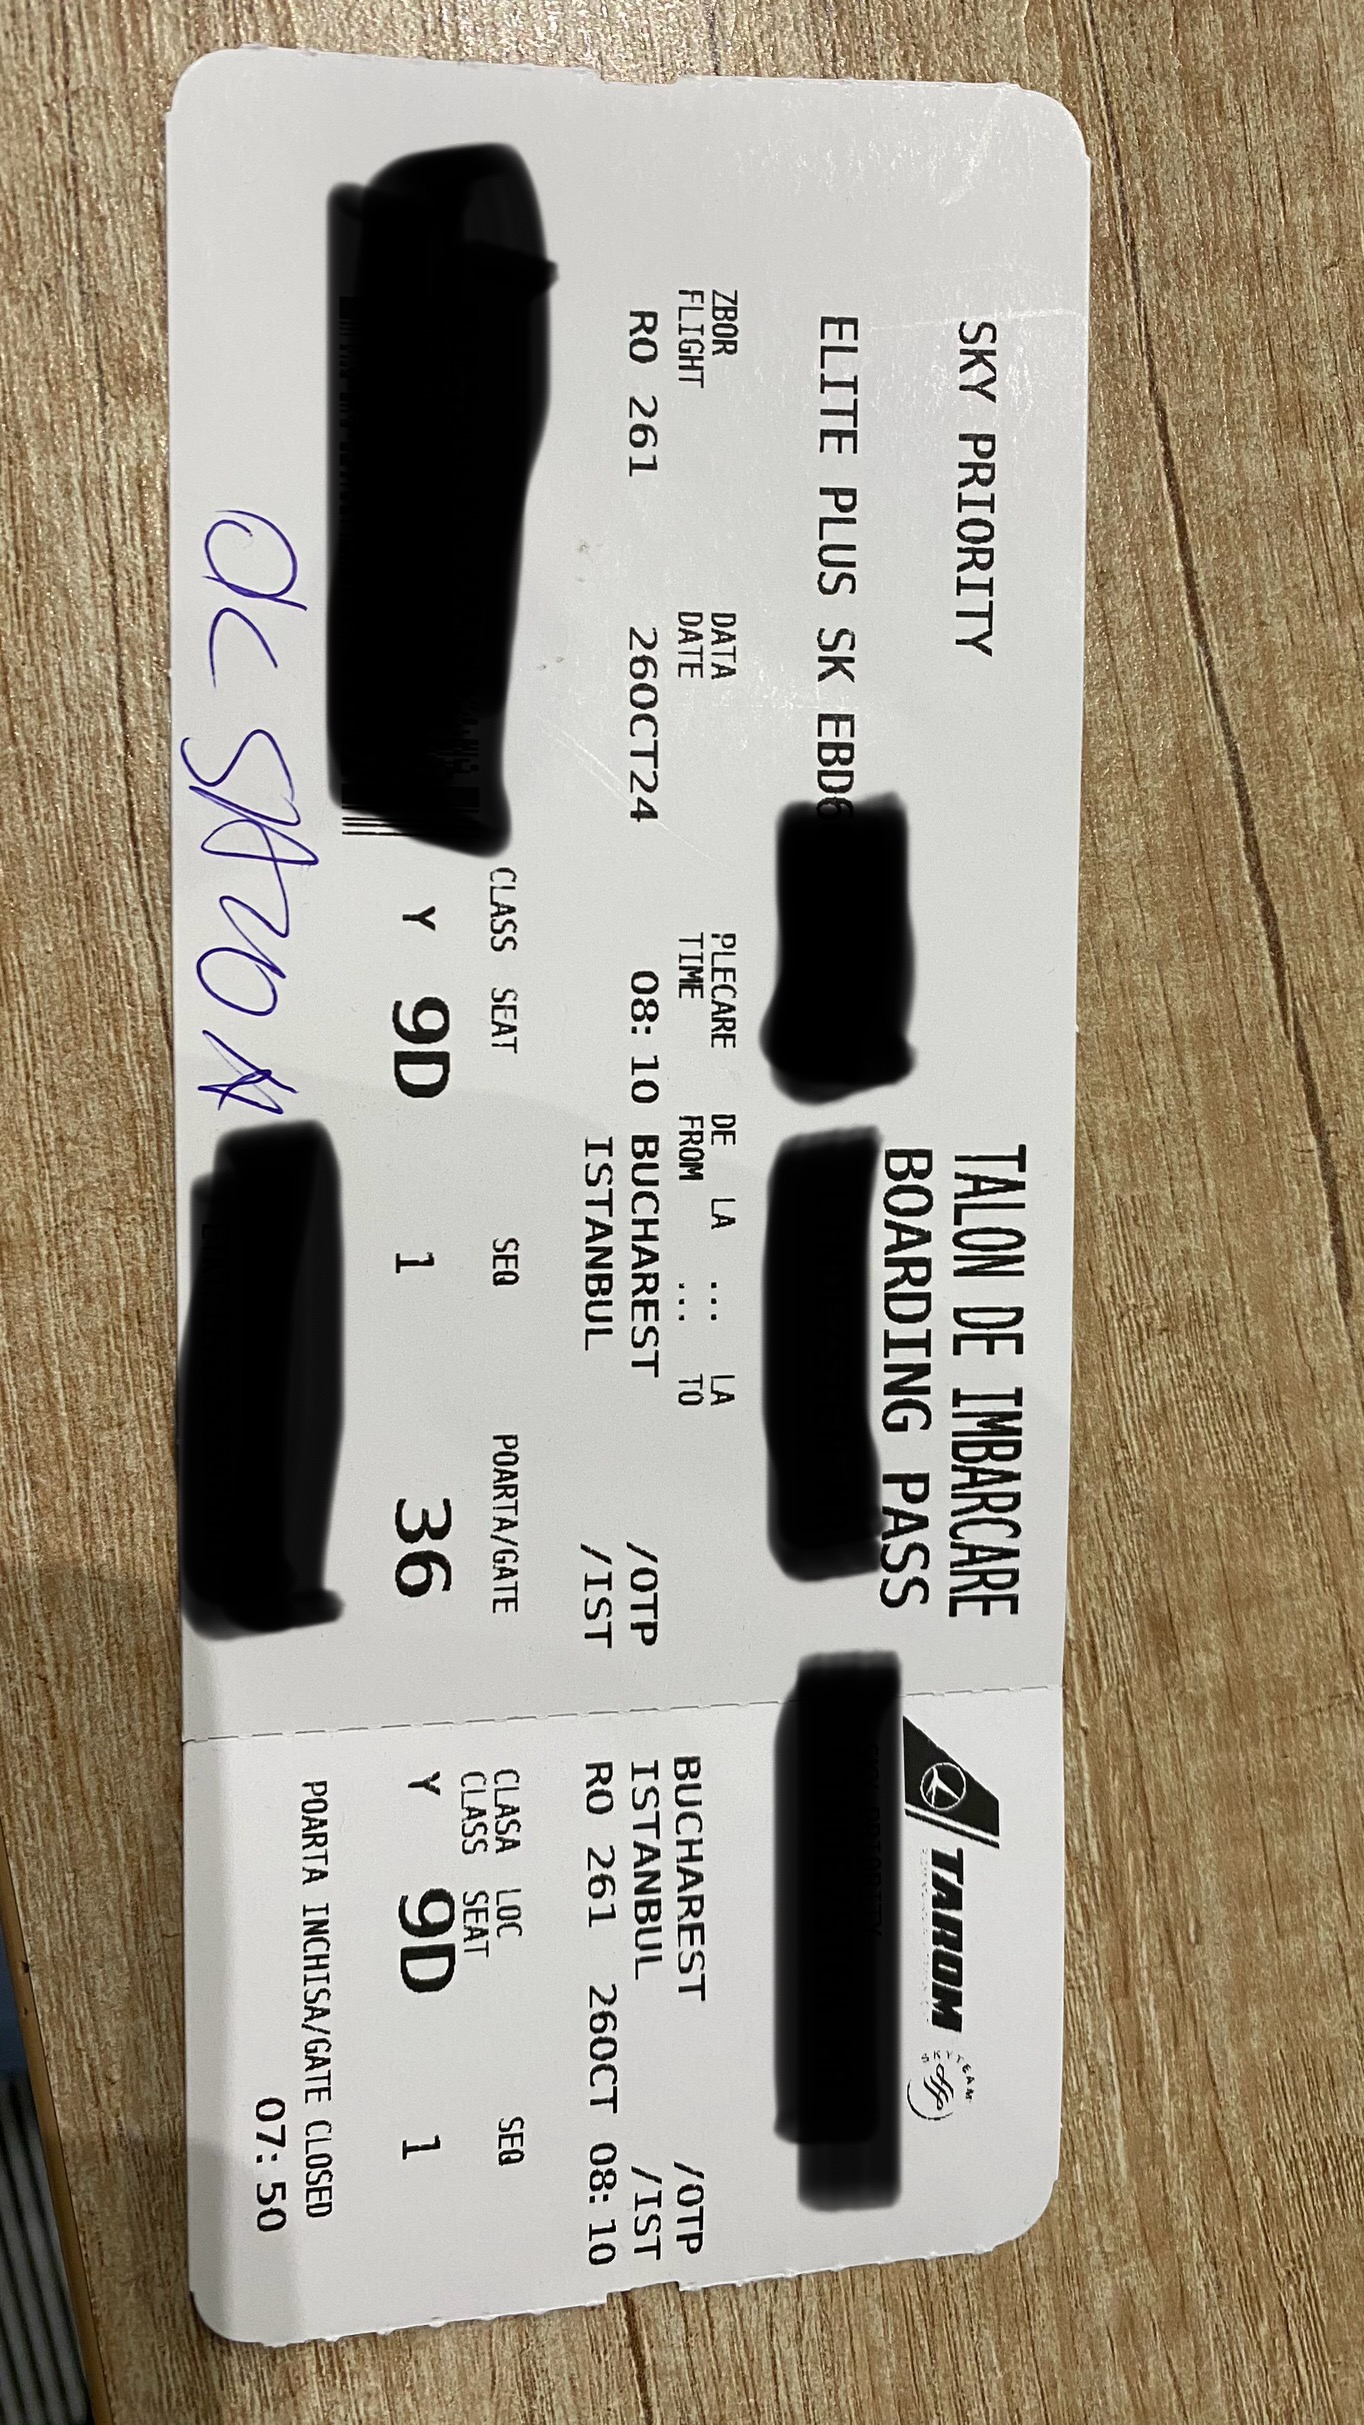 SKY PRIORITY
TALON DE IMBARCARE
BOARDING PASS
ELITE PLUS SK EBD6
ZBOR DATA PLECARE DE LA ... LA
FLIGHT DATE TIME FROM ... TO
RO 261 26OCT24 08:10 BUCHAREST /OTP
ISTANBUL /IST
CLASS SEAT SEQ POARTA/GATE
Y 9D 1 36
TAROM
SKYTEAM
BUCHAREST /OTP
ISTANBUL /IST
RO 261 26OCT 08:10
CLASA LOC SEQ
CLASS SEAT
Y 9D 1
POARTA INCHISA/GATE CLOSED
07:50